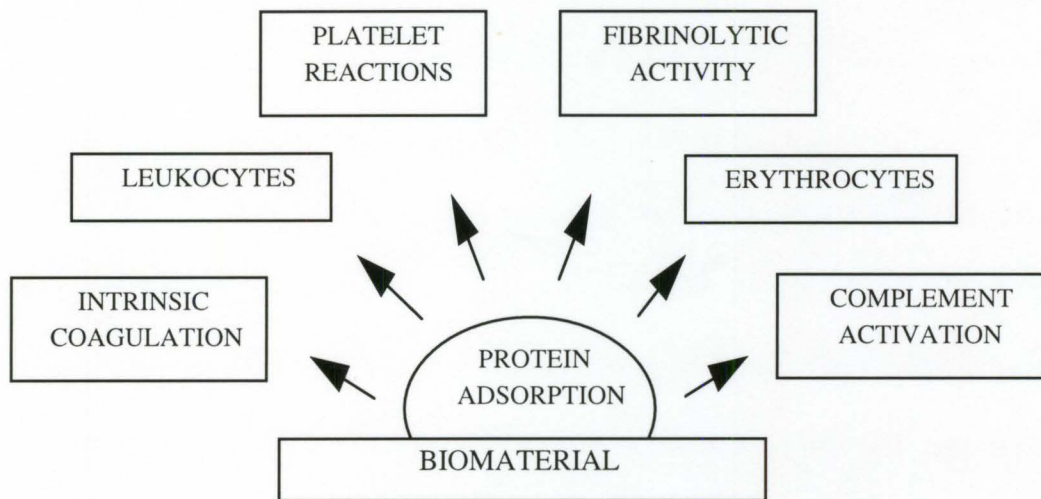 PLATELET
REACTIONS
FIBRINOLYTIC
ACTIVITY
LEUKOCYTES
ERYTHROCYTES
INTRINSIC
COAGULATION
COMPLEMENT
ACTIVATION
PROTEIN
ADSORPTION
BIOMATERIAL